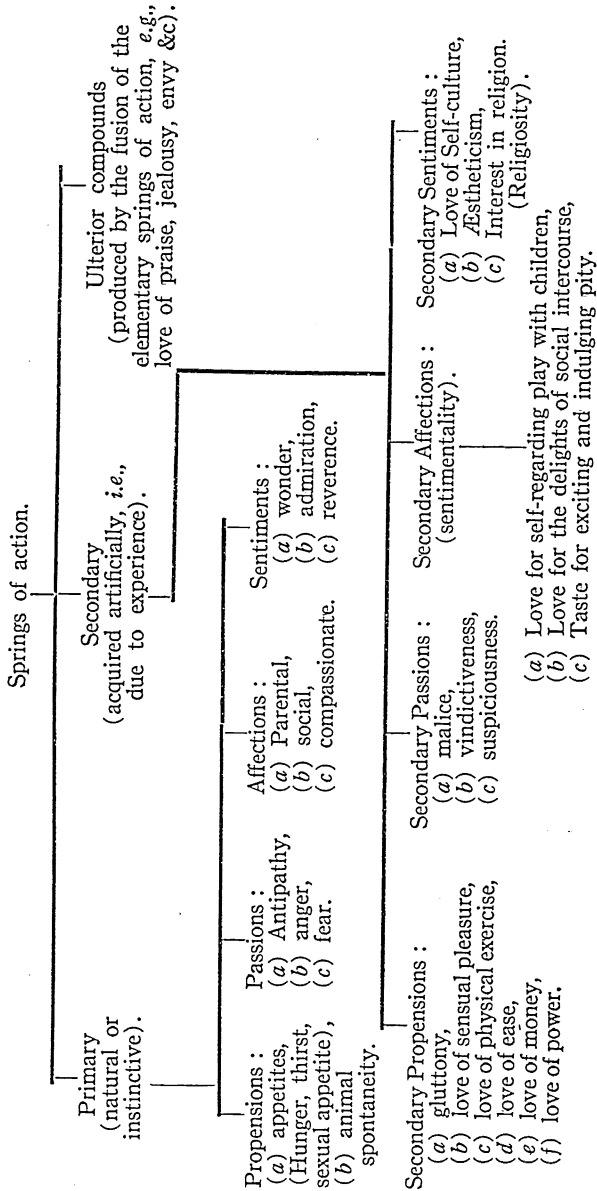 Springs of action.
Primary
(natural or
instinctive).
Secondary
(acquired artificially, i.e.,
due to experience).
Ulterior compounds
(produced by the fusion of the
elementary springs of action, e.g.,
love of praise, jealousy, envy &c).
Propensions :
(a) appetites,
(Hunger, thirst,
sexual appetite),
(b) animal
spontaneity.
Passions :
(a) Antipathy,
(b) anger,
(c) fear.
Affections :
(a) Parental,
(b) social,
(c) compassionate.
Sentiments :
(a) wonder,
(b) admiration,
(c) reverence.
Secondary Propensions :
(a) gluttony,
(b) love of sensual pleasure,
(c) love of physical exercise,
(d) love of ease,
(e) love of money,
(f) love of power.
Secondary Passions :
(a) malice,
(b) vindictiveness,
(c) suspiciousness.
Secondary Affections :
(sentimentality).
(a) Love for self-regarding play with children,
(b) Love for the delights of social intercourse,
(c) Taste for exciting and indulging pity.
Secondary Sentiments :
(a) Love of Self-culture,
(b) Æstheticism,
(c) Interest in religion.
(Religiosity).